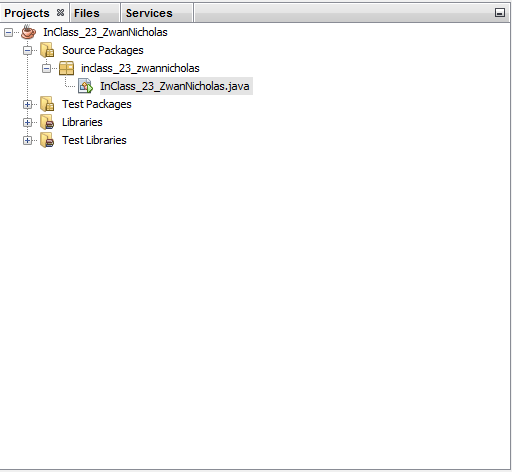 Projects Files Services
InClass_23_ZwanNicholas
Source Packages
inclass_23_zwannicholas
InClass_23_ZwanNicholas.java
Test Packages
Libraries
Test Libraries